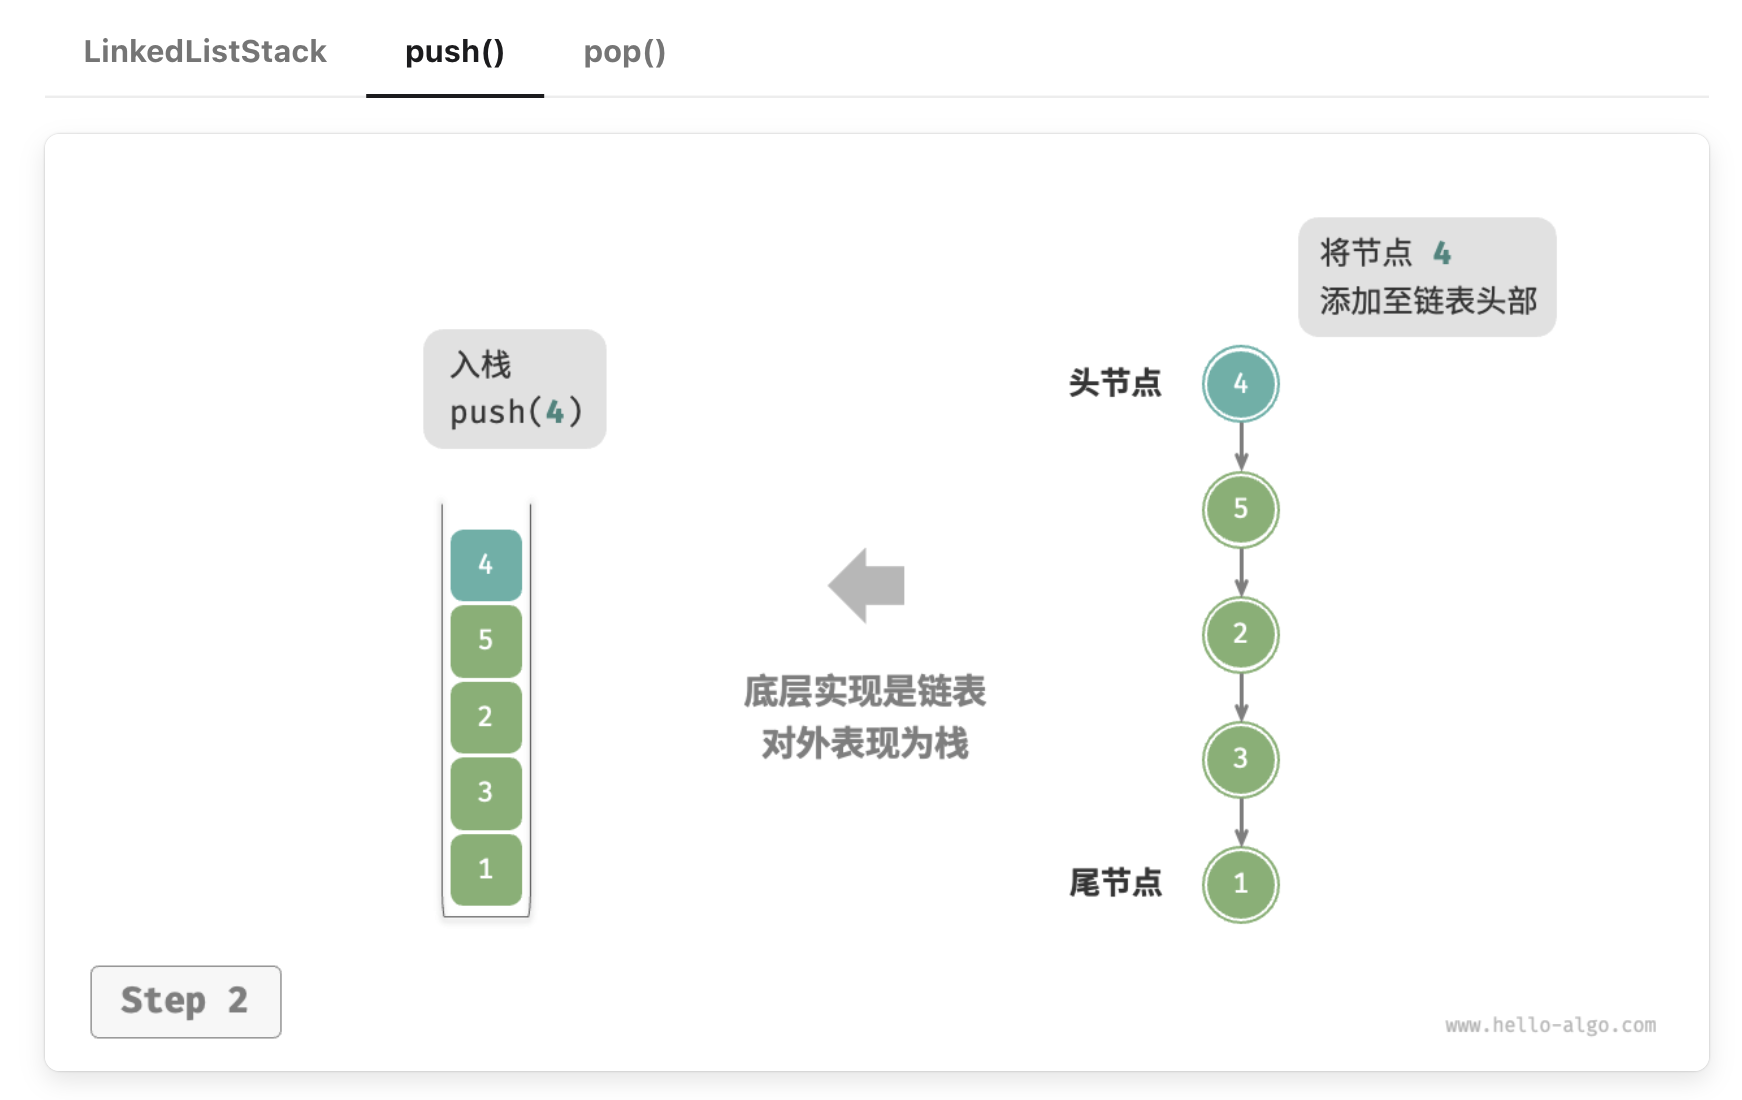 LinkedListStack push() pop()
入栈
push(4)
4
5
2
3
1
底层实现是链表
对外表现为栈
将节点 4
添加至链表头部
头节点 4
5
2
3
尾节点 1
Step 2
www.hello-algo.com